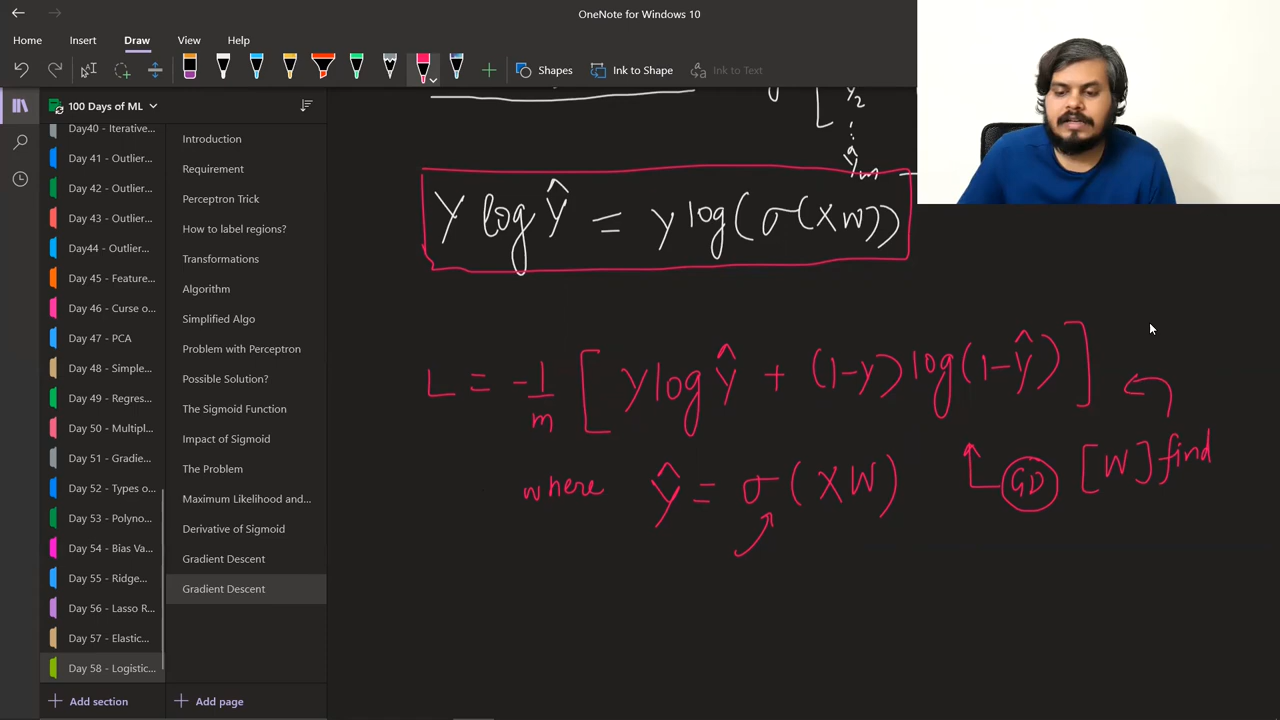 OneNote for Windows 10
Home Insert Draw View Help
Shapes Ink to Shape Ink to Text
100 Days of ML
Day40 - Iterative...
Day 41 - Outlier...
Day 42 - Outlier...
Day 43 - Outlier...
Day44 - Outlier...
Day 45 - Feature...
Day 46 - Curse o...
Day 47 - PCA
Day 48 - Simple...
Day 49 - Regres...
Day 50 - Multipl...
Day 51 - Gradie...
Day 52 - Types o...
Day 53 - Polyno...
Day 54 - Bias Va...
Day 55 - Ridge...
Day 56 - Lasso R...
Day 57 - Elastic...
Day 58 - Logistic...
Add section
Introduction
Requirement
Perceptron Trick
How to label regions?
Transformations
Algorithm
Simplified Algo
Problem with Perceptron
Possible Solution?
The Sigmoid Function
Impact of Sigmoid
The Problem
Maximum Likelihood and...
Derivative of Sigmoid
Gradient Descent
Gradient Descent
Add page
ŷ2
⋮
ŷm
Y log Ŷ = y log(σ(XW))
L = -1/m [ y log Ŷ + (1-y) log(1-Ŷ) ]
where Ŷ = σ(XW)
GD [W] find